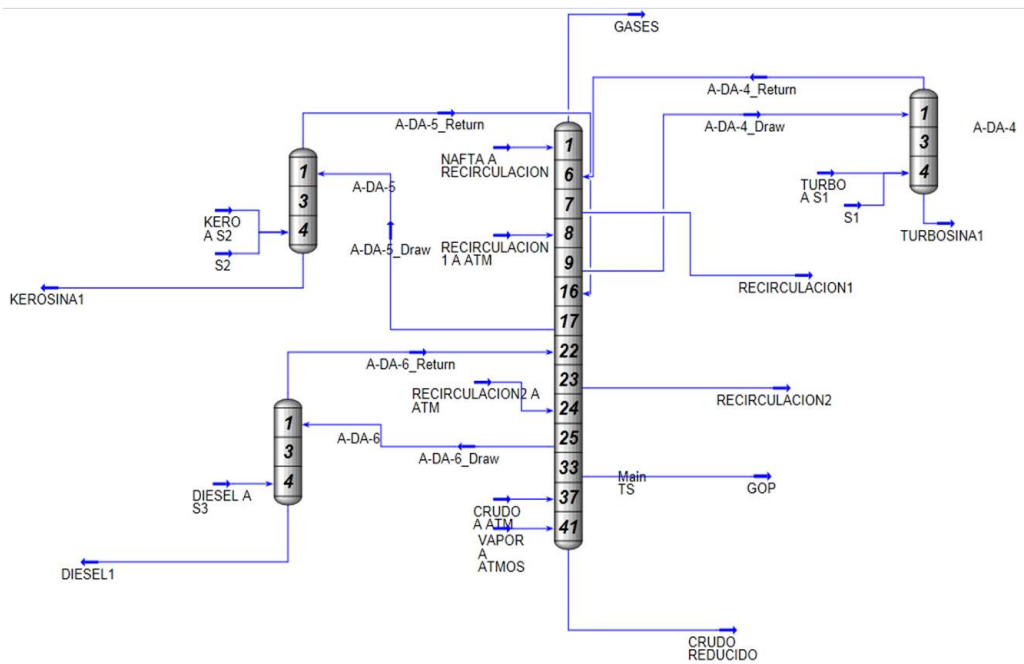 GASES
A-DA-4_Return
A-DA-5_Return
A-DA-4_Draw
1
3
4
A-DA-4
NAFTA A
RECIRCULACION
1
6
7
8
9
16
17
22
23
24
25
33
37
41
1
3
4
A-DA-5
KERO
A S2
S2
A-DA-5_Draw
RECIRCULACION
1 A ATM
TURBO
A S1
S1
TURBOSINA1
KEROSINA1
RECIRCULACION1
A-DA-6_Return
RECIRCULACION2 A
ATM
RECIRCULACION2
1
3
4
A-DA-6
A-DA-6_Draw
DIESEL A
S3
Main
TS
GOP
CRUDO
A ATM
VAPOR
A
ATMOS
DIESEL1
CRUDO
REDUCIDO